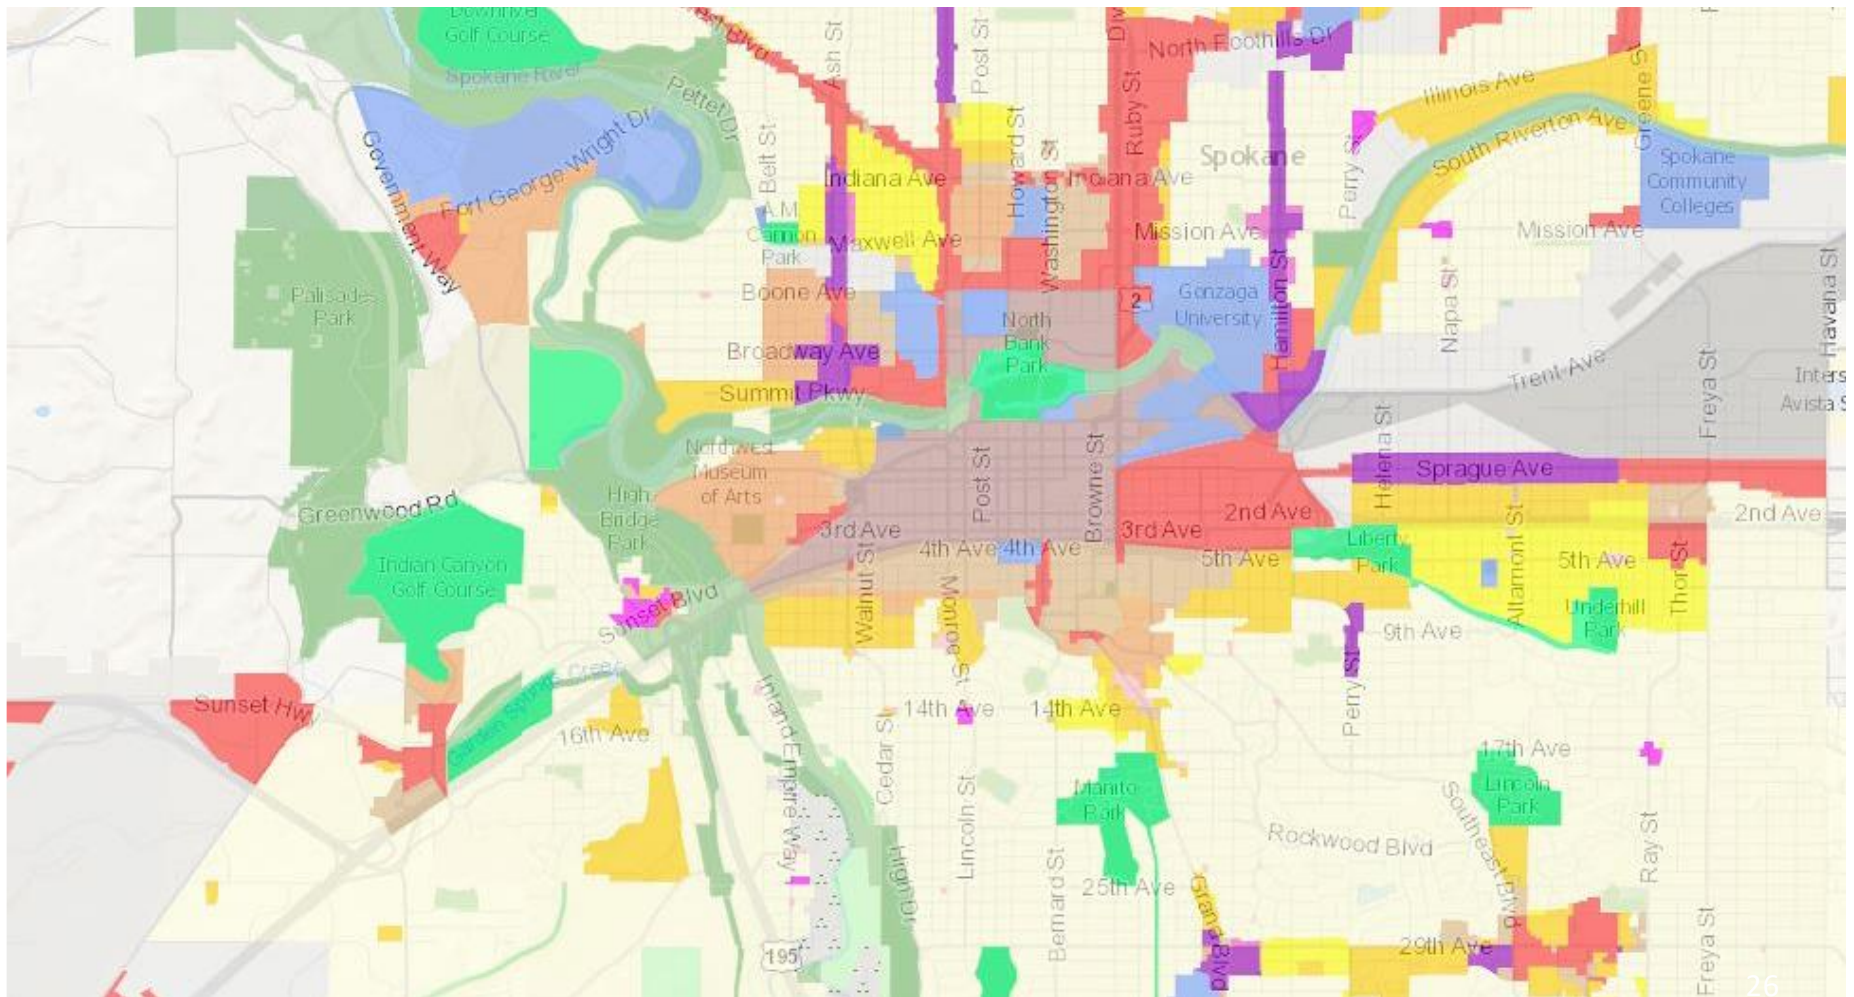 Downriver
Golf Course
Spokane River
Pettet Dr
Ash St
Post St
Ruby St
North Foothills Dr
Illinois Ave
Greene St
South Riverton Ave
Spokane
Community
Colleges
Government Way
Fort George Wright Dr
Belt St
A.M.
Cannon
Park
Indiana Ave
Howard St
Washington St
Indiana Ave
Spokane
Perry St
Maxwell Ave
Mission Ave
Mission Ave
Palisades
Park
Boone Ave
2
Gonzaga
University
Hamilton St
Napa St
Havana St
North
Bank
Park
Broadway Ave
Summit Pkwy
Trent Ave
Freya St
Inters
Avista S
Northwest
Museum
of Arts
Post St
Browne St
Helena St
Sprague Ave
High
Bridge
Park
Greenwood Rd
3rd Ave
3rd Ave
2nd Ave
2nd Ave
4th Ave
4th Ave
5th Ave
Liberty
Park
Altamont St
5th Ave
Indian Canyon
Golf Course
Walnut St
Monroe St
Thor St
Underhill
Park
Sunset Blvd
9th Ave
Sunset Hwy
Garden Springs Creek
16th Ave
Inland Empire Way
Cedar St
14th Ave
14th Ave
Perry St
17th Ave
Lincoln
Park
Manito
Park
Lincoln St
Bernard St
25th Ave
Rockwood Blvd
Southeast Blvd
Ray St
Grand Blvd
High Dr
195
29th Ave
Freya St
26